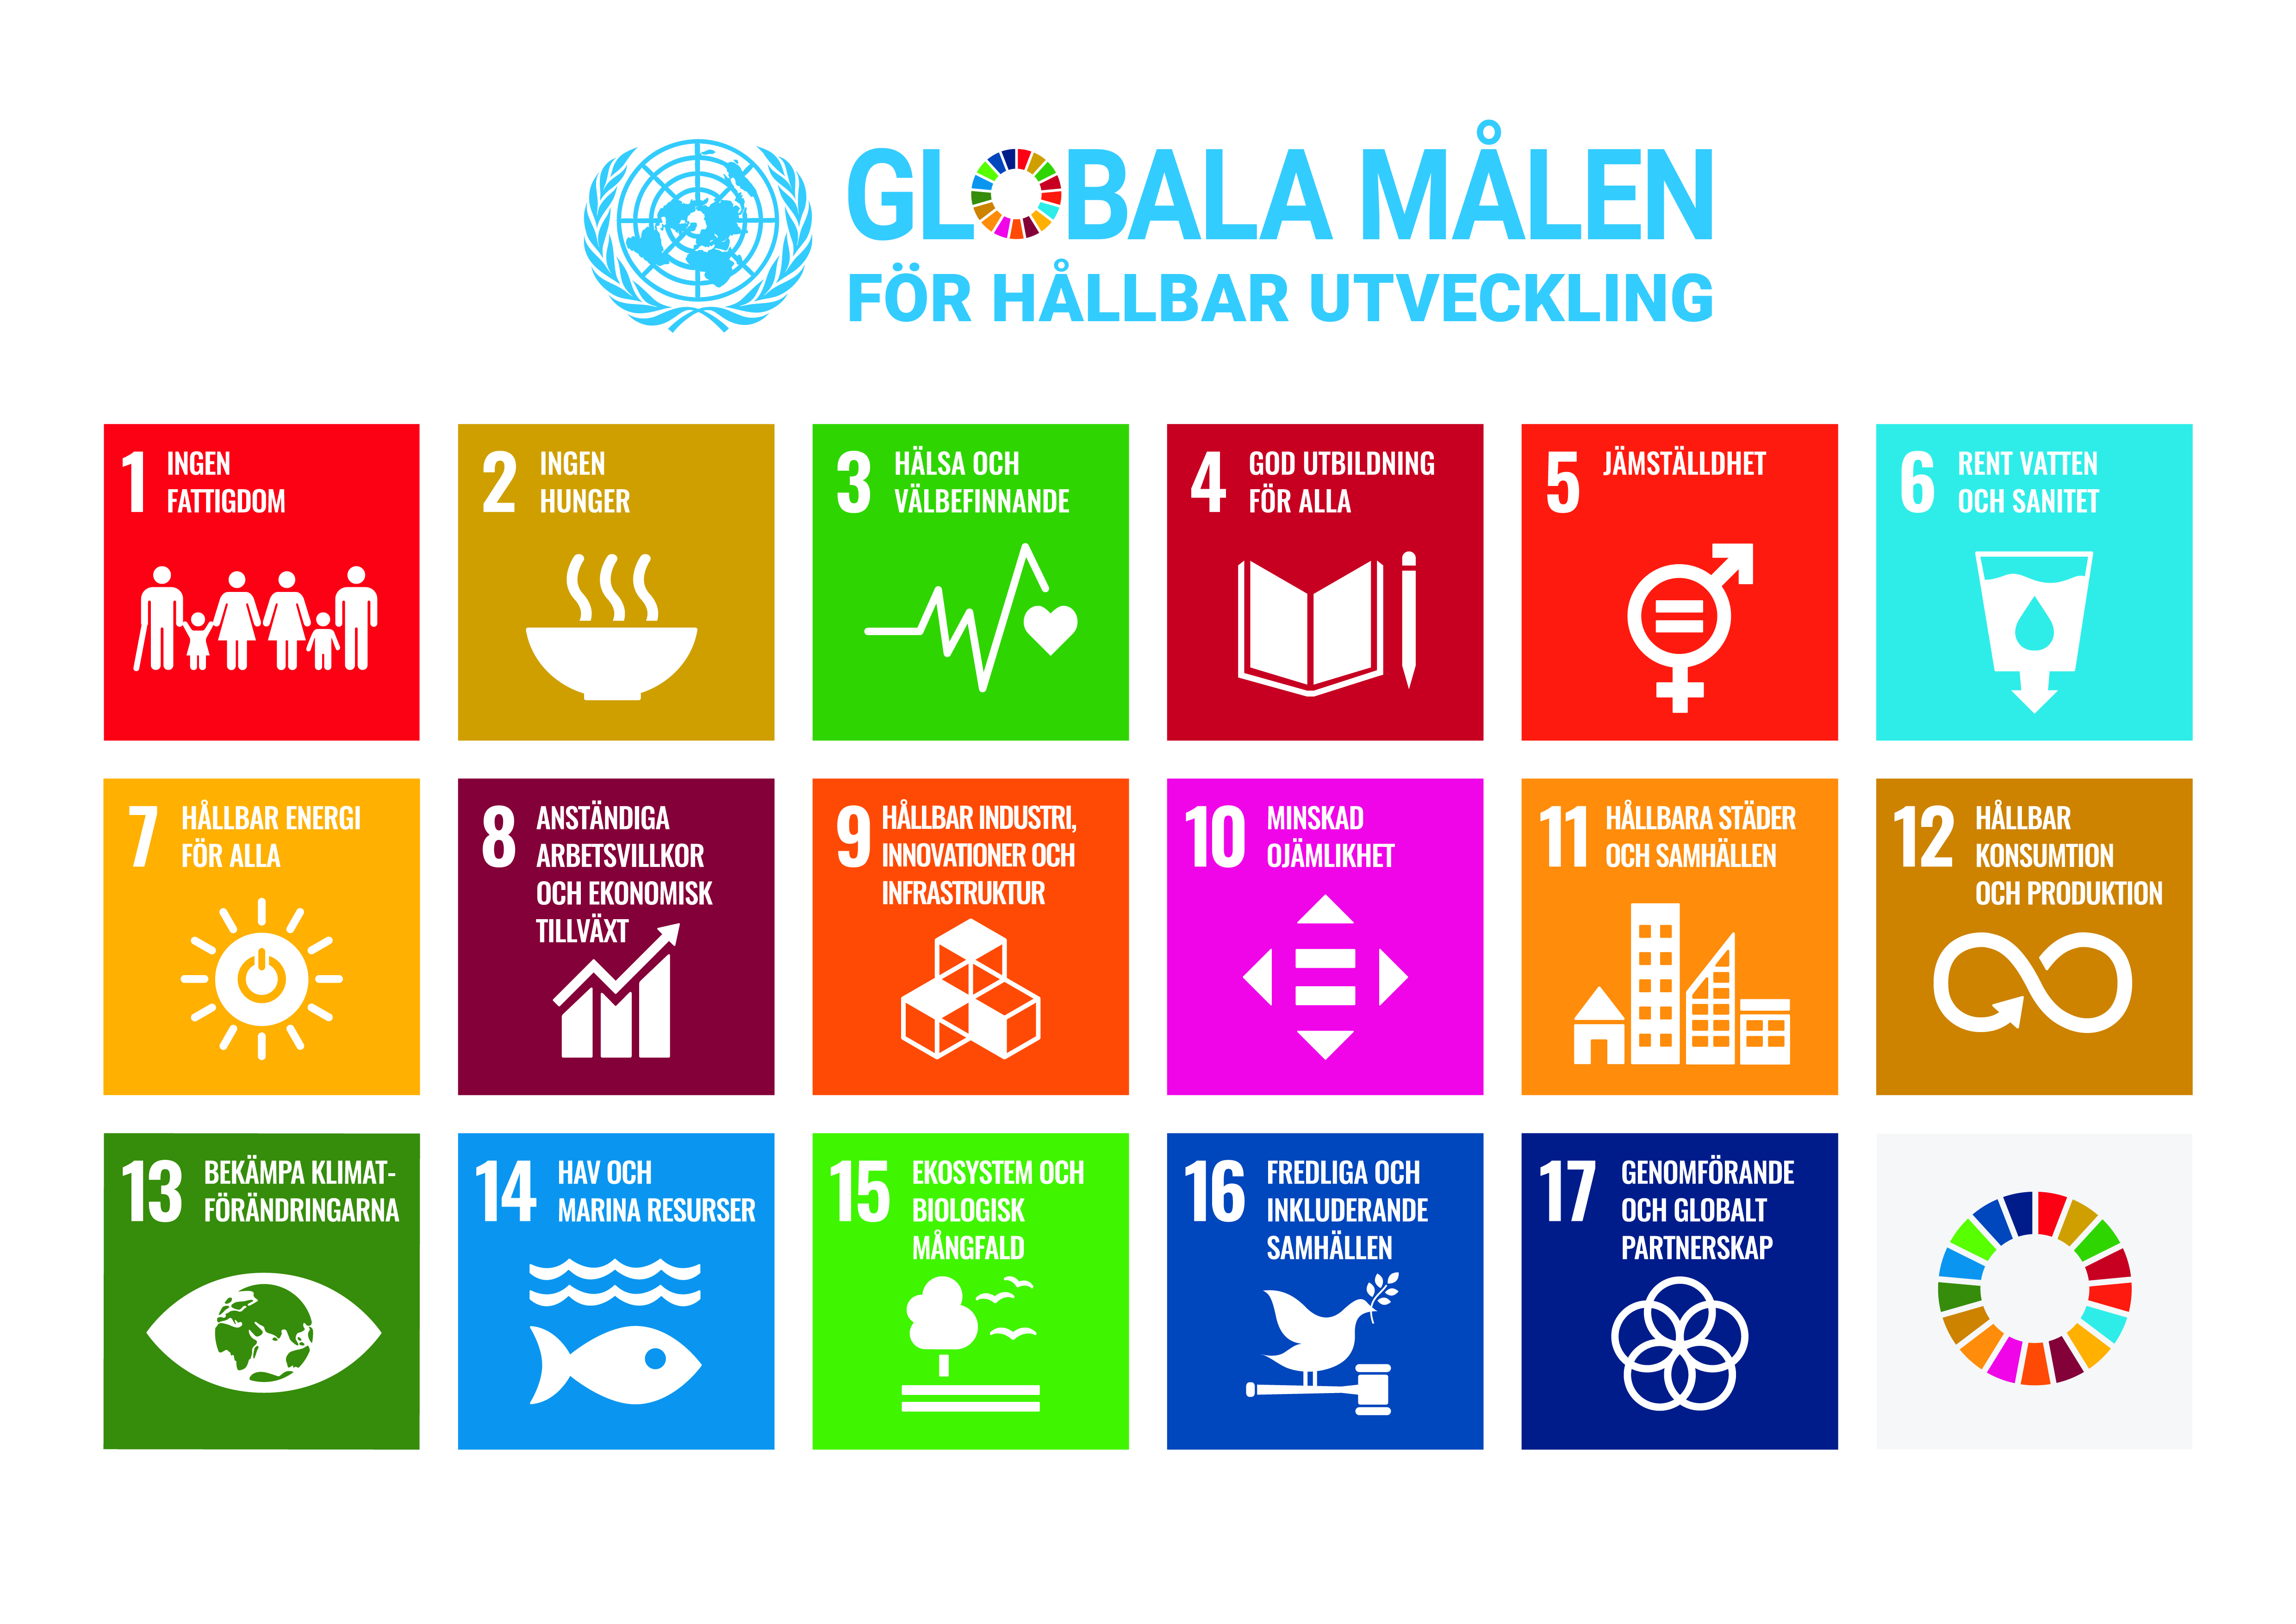 GLOBALA MÅLEN
FÖR HÅLLBAR UTVECKLING
1 INGEN
FATTIGDOM
2 INGEN
HUNGER
3 HÄLSA OCH
VÄLBEFINNANDE
4 GOD UTBILDNING
FÖR ALLA
5 JÄMSTÄLLDHET
6 RENT VATTEN
OCH SANITET
7 HÅLLBAR ENERGI
FÖR ALLA
8 ANSTÄNDIGA
ARBETSVILLKOR
OCH EKONOMISK
TILLVÄXT
9 HÅLLBAR INDUSTRI,
INNOVATIONER OCH
INFRASTRUKTUR
10 MINSKAD
OJÄMLIKHET
11 HÅLLBARA STÄDER
OCH SAMHÄLLEN
12 HÅLLBAR
KONSUMTION
OCH PRODUKTION
13 BEKÄMPA KLIMAT-
FÖRÄNDRINGARNA
14 HAV OCH
MARINA RESURSER
15 EKOSYSTEM OCH
BIOLOGISK
MÅNGFALD
16 FREDLIGA OCH
INKLUDERANDE
SAMHÄLLEN
17 GENOMFÖRANDE
OCH GLOBALT
PARTNERSKAP